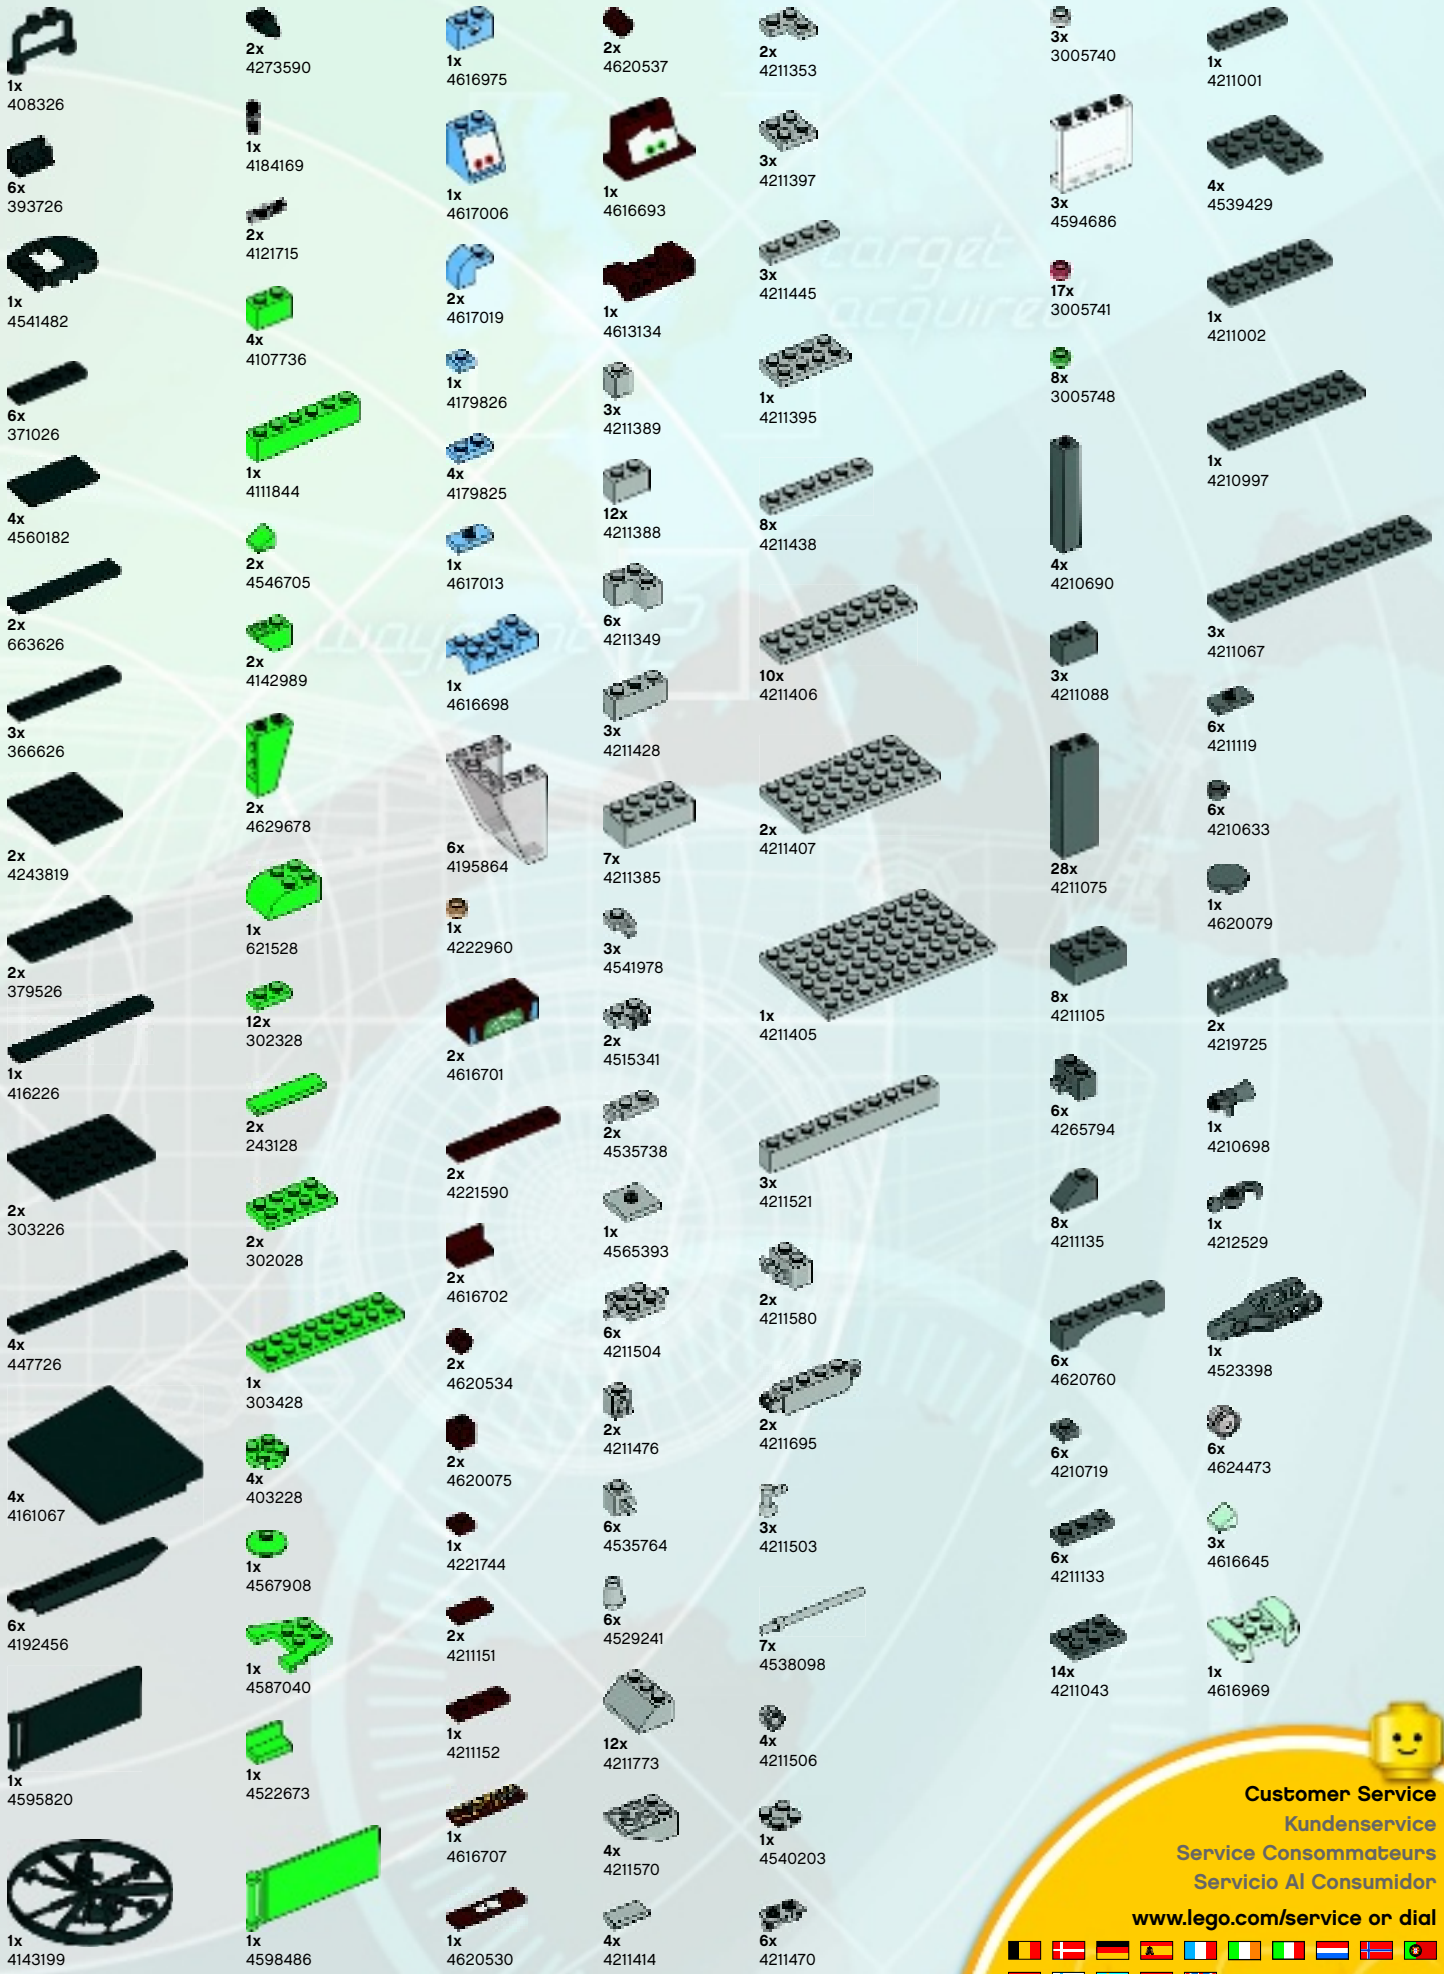 1x
408326
6x
393726
1x
4541482
6x
371026
4x
4560182
2x
663626
3x
366626
2x
4243819
2x
379526
1x
416226
2x
303226
4x
447726
4x
4161067
6x
4192456
1x
4595820
1x
4143199
2x
4273590
1x
4184169
2x
4121715
4x
4107736
1x
4111844
2x
4546705
2x
4142989
2x
4629678
1x
621528
12x
302328
2x
243128
2x
302028
1x
303428
4x
403228
1x
4567908
1x
4587040
1x
4522673
1x
4598486
1x
4616975
1x
4617006
2x
4617019
1x
4179826
4x
4179825
1x
4617013
1x
4616698
6x
4195864
1x
4222960
2x
4616701
2x
4221590
2x
4616702
2x
4620534
2x
4620075
1x
4221744
2x
4211151
1x
4211152
1x
4616707
1x
4620530
2x
4620537
1x
4616693
1x
4613134
3x
4211389
12x
4211388
6x
4211349
3x
4211428
7x
4211385
3x
4541978
2x
4515341
2x
4535738
1x
4565393
6x
4211504
2x
4211476
6x
4535764
6x
4529241
12x
4211773
4x
4211570
4x
4211414
2x
4211353
3x
4211397
3x
4211445
1x
4211395
8x
4211438
10x
4211406
2x
4211407
1x
4211405
3x
4211521
2x
4211580
2x
4211695
3x
4211503
7x
4538098
4x
4211506
1x
4540203
6x
4211470
3x
3005740
3x
4594686
17x
3005741
8x
3005748
4x
4210690
3x
4211088
28x
4211075
8x
4211105
6x
4265794
8x
4211135
6x
4620760
6x
4210719
6x
4211133
14x
4211043
1x
4211001
4x
4539429
1x
4211002
1x
4210997
3x
4211067
6x
4211119
6x
4210633
1x
4620079
2x
4219725
1x
4210698
1x
4212529
1x
4523398
6x
4624473
3x
4616645
1x
4616969
target
acquired
Customer Service
Kundenservice
Service Consommateurs
Servicio Al Consumidor
www.lego.com/service or dial